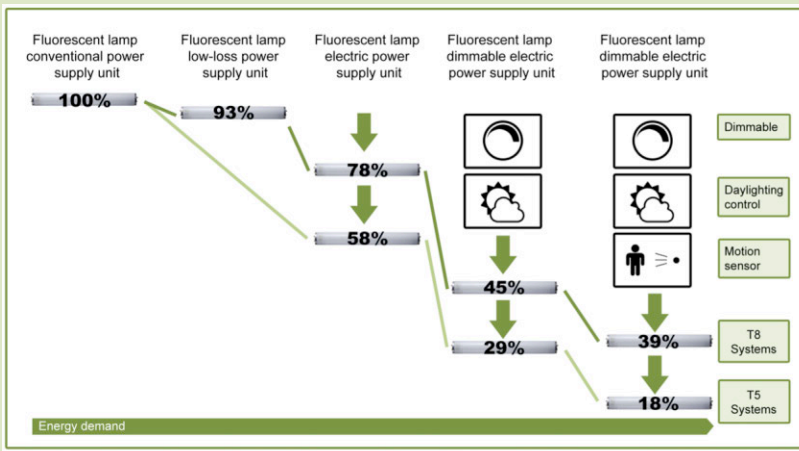 Fluorescent lamp
conventional power
supply unit
Fluorescent lamp
low-loss power
supply unit
Fluorescent lamp
electric power
supply unit
Fluorescent lamp
dimmable electric
power supply unit
Fluorescent lamp
dimmable electric
power supply unit
100%
93%
78%
58%
45%
29%
39%
18%
Dimmable
Daylighting
control
Motion
sensor
T8
Systems
T5
Systems
Energy demand